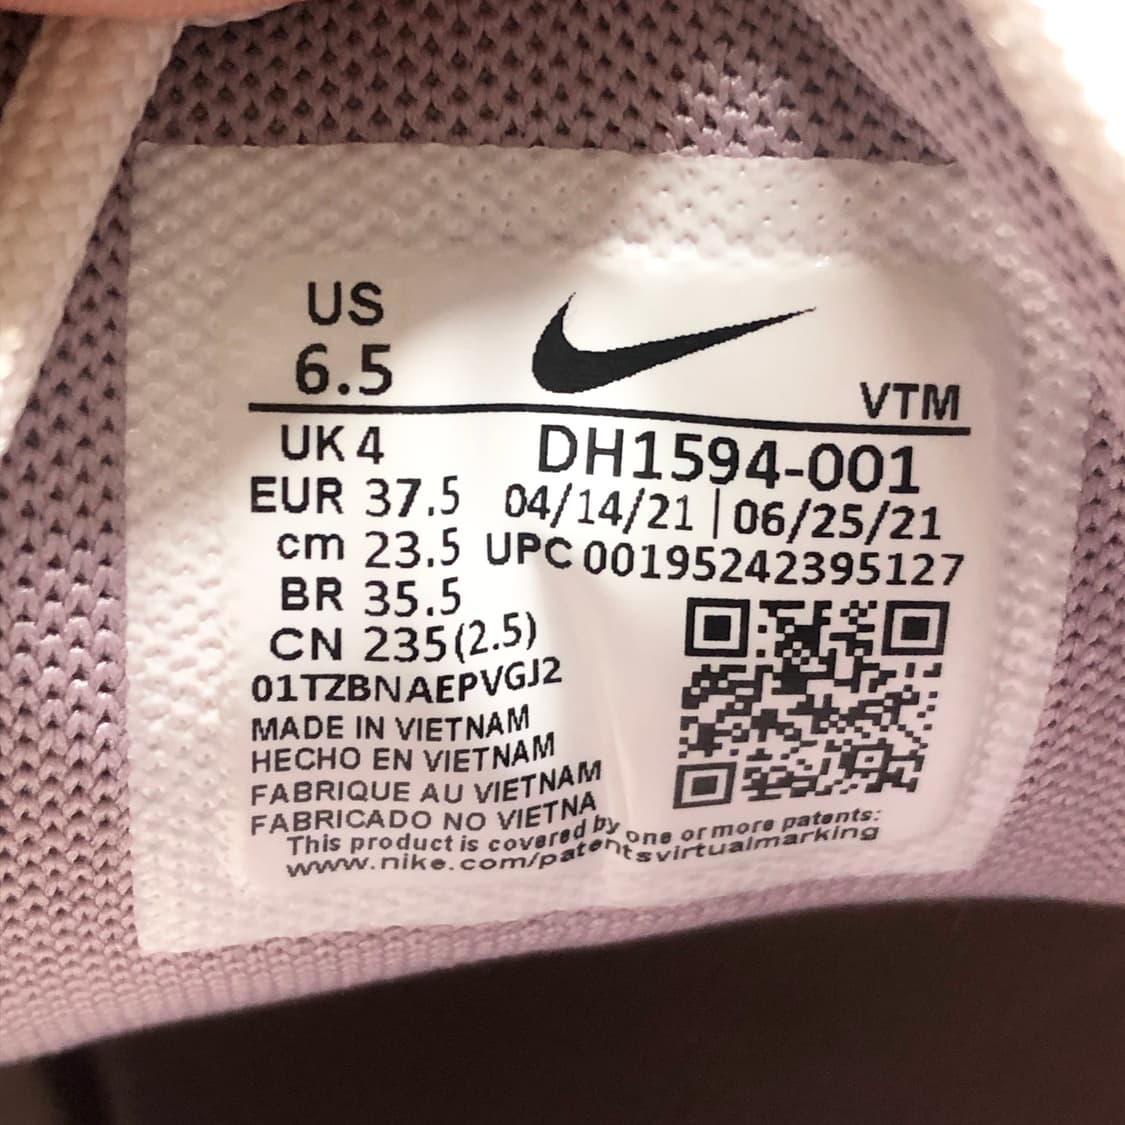 US
6.5
VTM
UK 4
DH1594-001
EUR 37.5
04/14/21 | 06/25/21
cm 23.5
UPC 00195242395127
BR 35.5
CN 235(2.5)
01TZBNAEPVGJ2
MADE IN VIETNAM
HECHO EN VIETNAM
FABRIQUE AU VIETNAM
FABRICADO NO VIETNA
This product is covered by one or more patents:
www.nike.com/patentsvirtualmarking